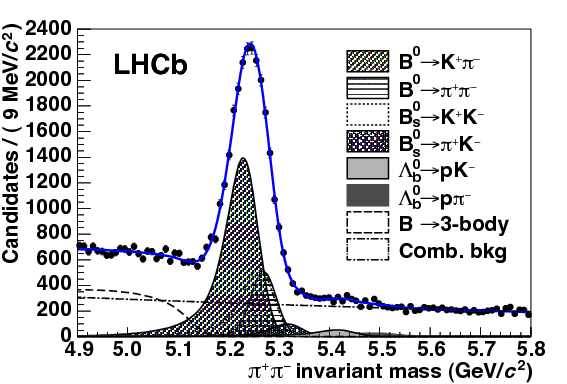 Candidates / ( 9 MeV/c²)
2400
2200
2000
1800
1600
1400
1200
1000
800
600
400
200
0
LHCb
B⁰→K⁺π⁻
B⁰→π⁺π⁻
B⁰ₛ→K⁺K⁻
B⁰ₛ→π⁺K⁻
Λ⁰b→pK⁻
Λ⁰b→pπ⁻
B →3-body
Comb. bkg
4.9 5.0 5.1 5.2 5.3 5.4 5.5 5.6 5.7 5.8
π⁺π⁻ invariant mass (GeV/c²)